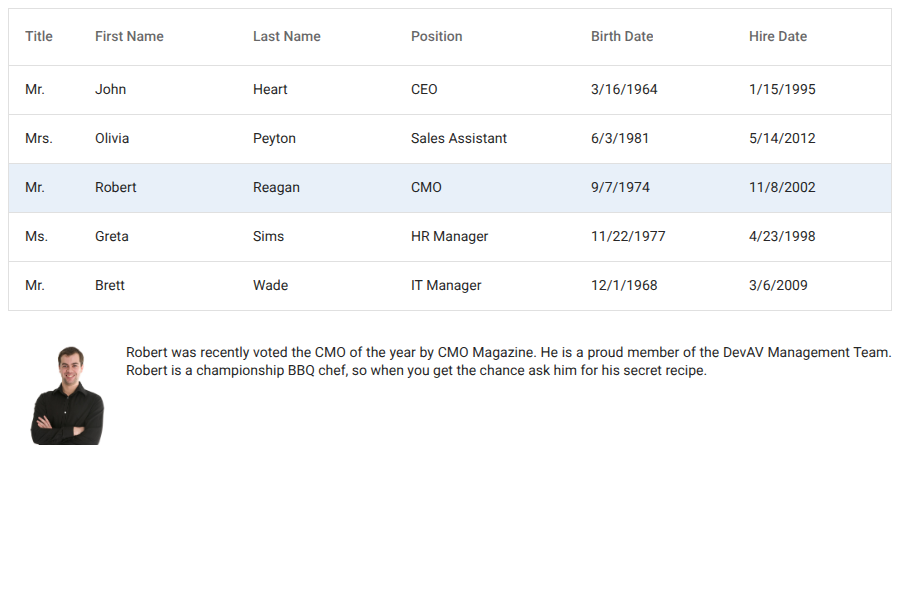 Title First Name Last Name Position Birth Date Hire Date
Mr. John Heart CEO 3/16/1964 1/15/1995
Mrs. Olivia Peyton Sales Assistant 6/3/1981 5/14/2012
Mr. Robert Reagan CMO 9/7/1974 11/8/2002
Ms. Greta Sims HR Manager 11/22/1977 4/23/1998
Mr. Brett Wade IT Manager 12/1/1968 3/6/2009
Robert was recently voted the CMO of the year by CMO Magazine. He is a proud member of the DevAV Management Team.
Robert is a championship BBQ chef, so when you get the chance ask him for his secret recipe.